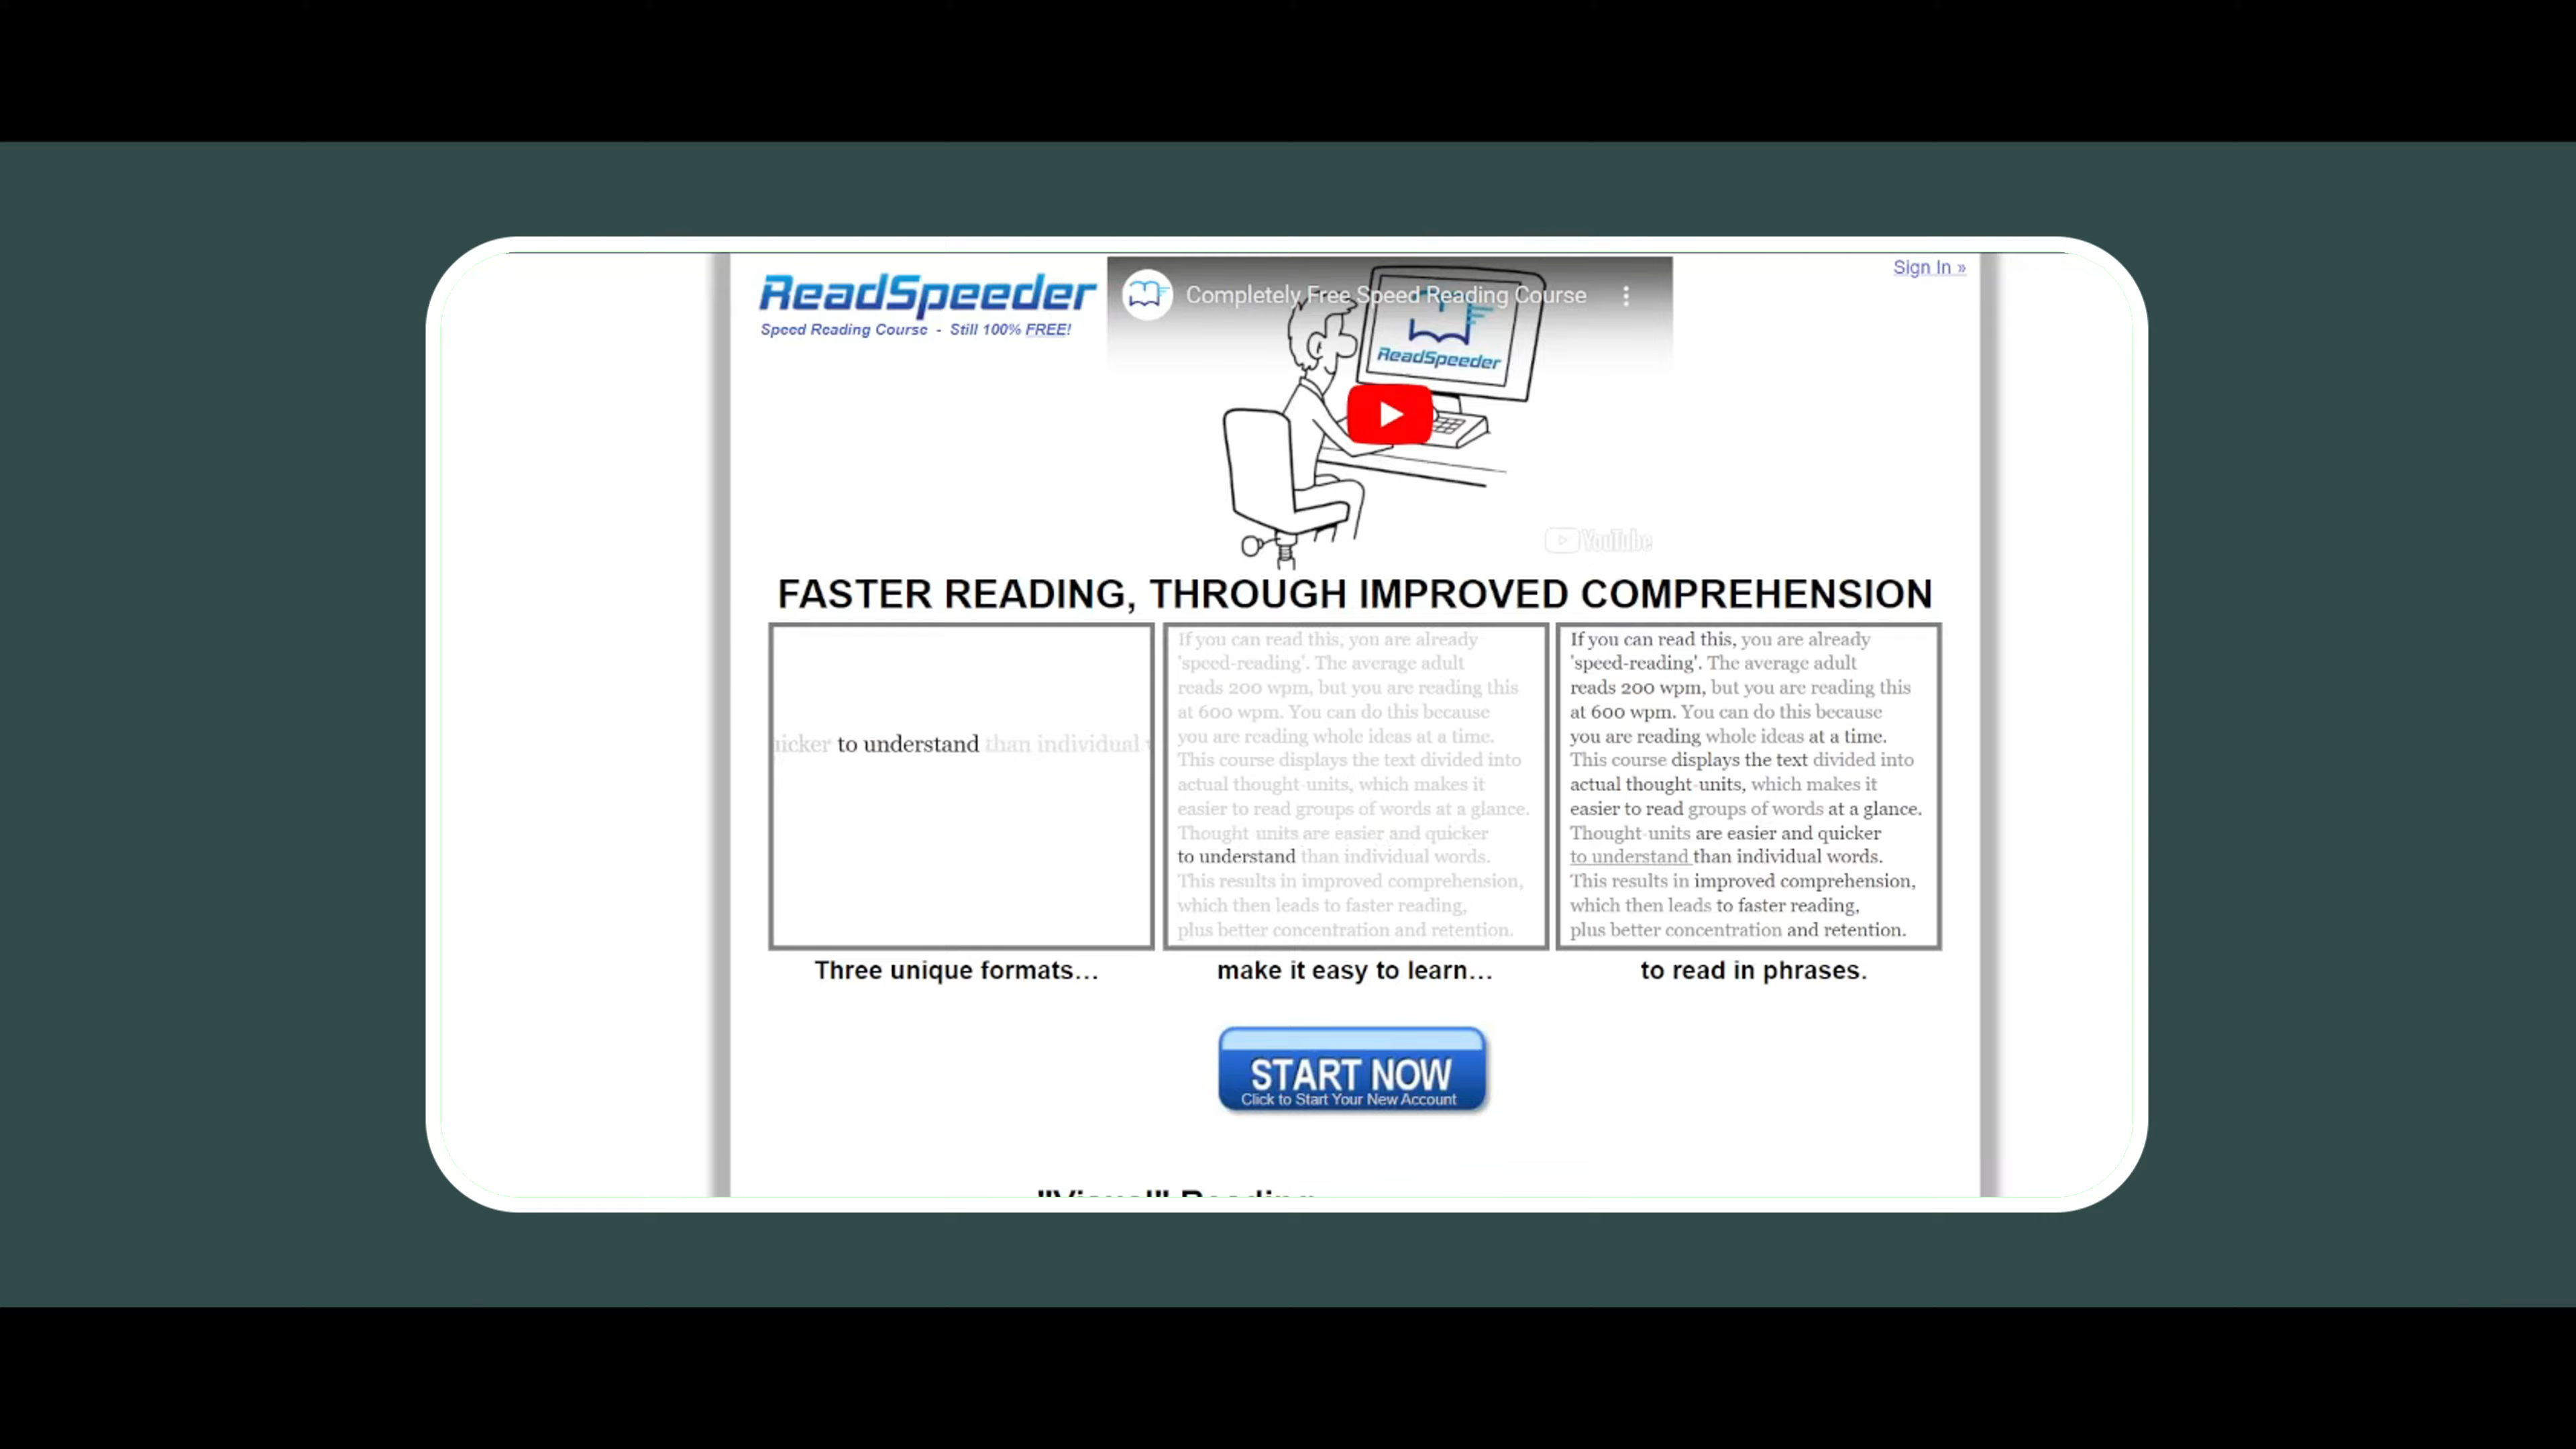 ReadSpeeder
Speed Reading Course - Still 100% FREE!
Completely Free Speed Reading Course
ReadSpeeder
Sign In »
YouTube
FASTER READING, THROUGH IMPROVED COMPREHENSION
to understand than individual
If you can read this, you are already
'speed-reading'. The average adult
reads 200 wpm, but you are reading this
at 600 wpm. You can do this because
you are reading whole ideas at a time.
This course displays the text divided into
actual thought-units, which makes it
easier to read groups of words at a glance.
Thought-units are easier and quicker
to understand than individual words.
This results in improved comprehension,
which then leads to faster reading,
plus better concentration and retention.
If you can read this, you are already
'speed-reading'. The average adult
reads 200 wpm, but you are reading this
at 600 wpm. You can do this because
you are reading whole ideas at a time.
This course displays the text divided into
actual thought-units, which makes it
easier to read groups of words at a glance.
Thought-units are easier and quicker
to understand than individual words.
This results in improved comprehension,
which then leads to faster reading,
plus better concentration and retention.
Three unique formats...
make it easy to learn...
to read in phrases.
START NOW
Click to Start Your New Account